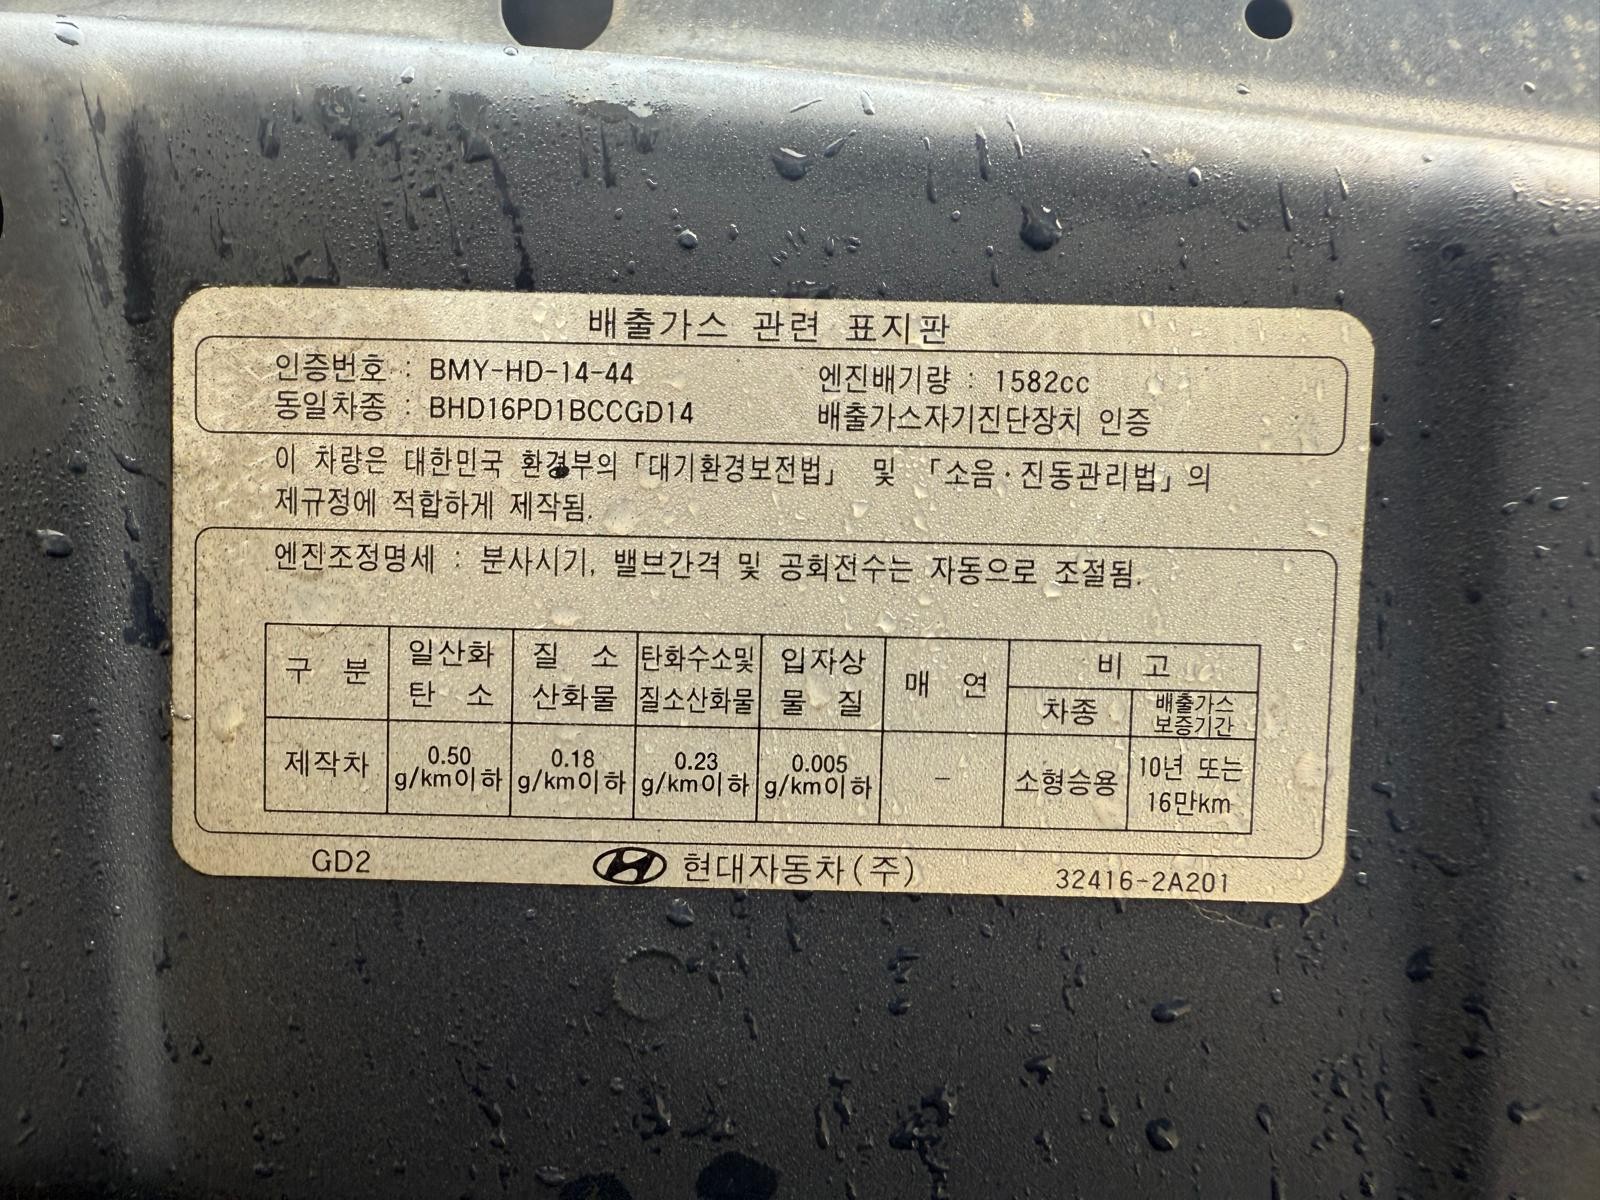 배출가스 관련 표지판
인증번호 : BMY-HD-14-44 엔진배기량 : 1582cc
동일차종 : BHD16PD1BCCGD14 배출가스자기진단장치 인증
이 차량은 대한민국 환경부의 「대기환경보전법」 및 「소음·진동관리법」의
제규정에 적합하게 제작됨.
엔진조정명세 : 분사시기, 밸브간격 및 공회전수는 자동으로 조절됨.
구 분 일산화 탄 소 질 소 산화물 탄화수소및 질소산화물 입자상 물 질 매 연 비 고
차종 배출가스 보증기간
제작차 0.50 g/km이하 0.18 g/km이하 0.23 g/km이하 0.005 g/km이하 - 소형승용 10년 또는 16만km
GD2 현대자동차(주) 32416-2A201